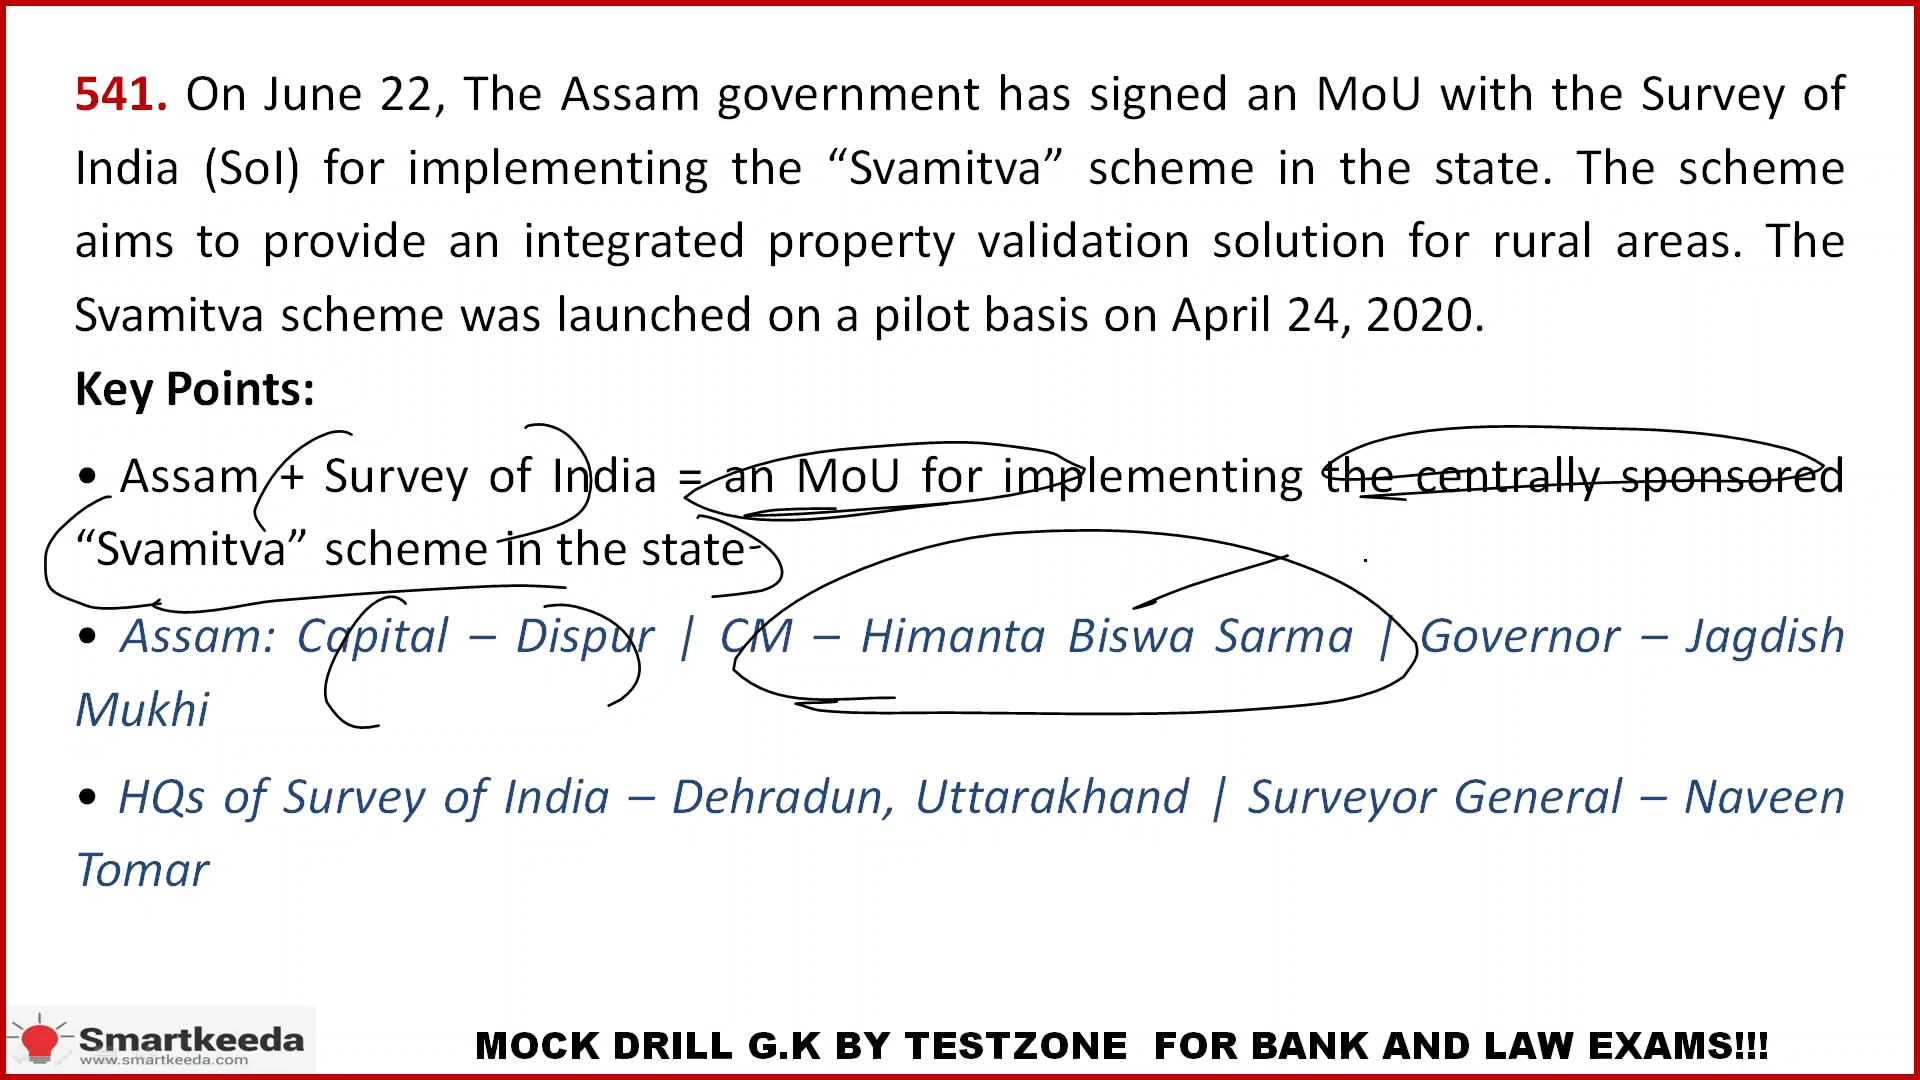 541. On June 22, The Assam government has signed an MoU with the Survey of
India (SoI) for implementing the “Svamitva” scheme in the state. The scheme
aims to provide an integrated property validation solution for rural areas. The
Svamitva scheme was launched on a pilot basis on April 24, 2020.
Key Points:
• Assam + Survey of India = an MoU for implementing the centrally sponsored
“Svamitva” scheme in the state
• Assam: Capital – Dispur | CM – Himanta Biswa Sarma | Governor – Jagdish
Mukhi
• HQs of Survey of India – Dehradun, Uttarakhand | Surveyor General – Naveen
Tomar
Smartkeeda
www.smartkeeda.com
MOCK DRILL G.K BY TESTZONE FOR BANK AND LAW EXAMS!!!